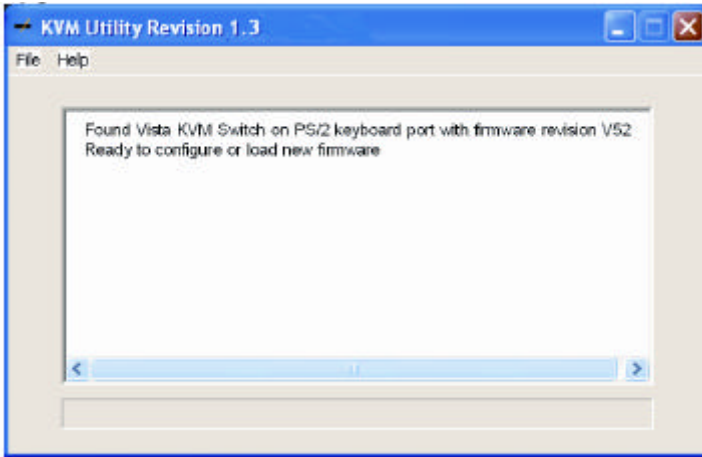 KVM Utility Revision 1.3
File Help
Found Vista KVM Switch on PS/2 keyboard port with firmware revision V52
Ready to configure or load new firmware